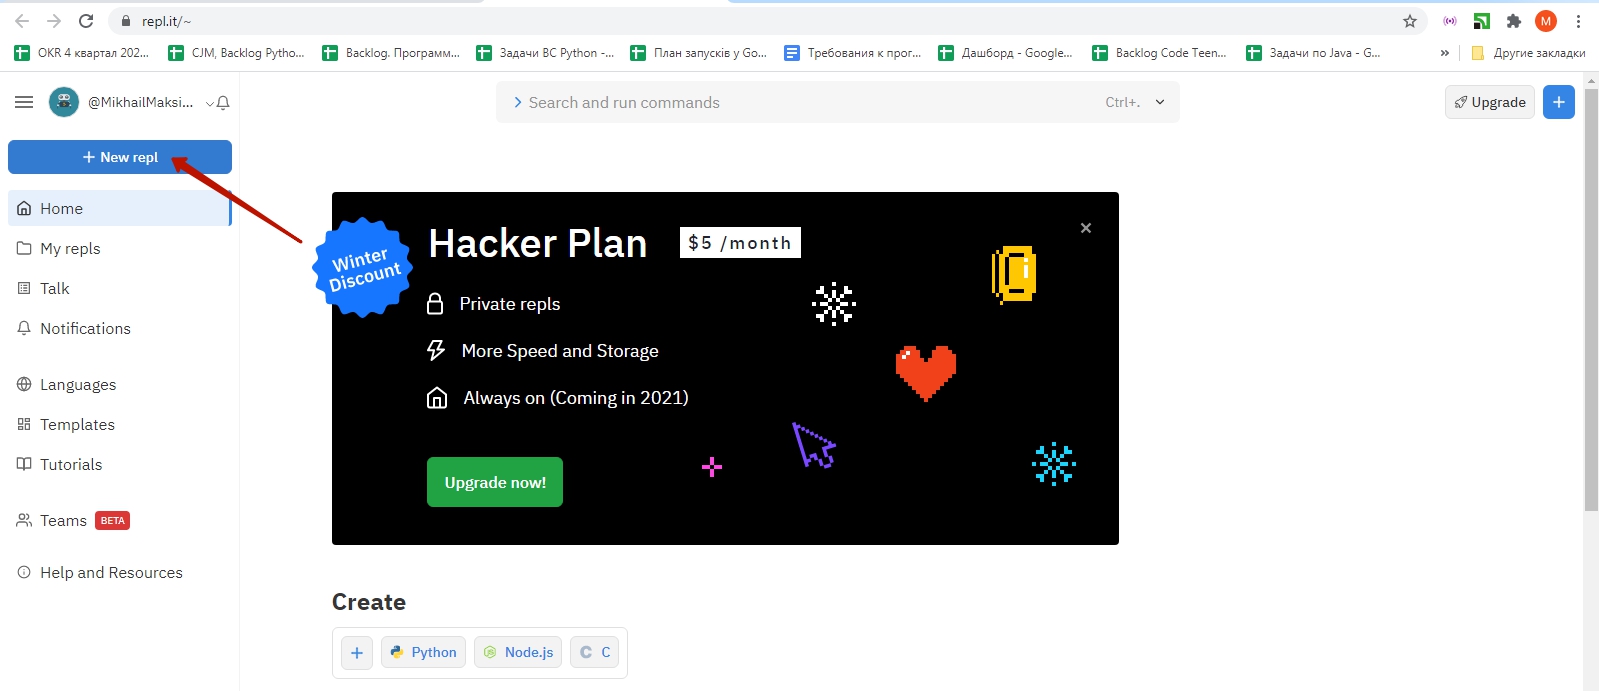 repl.it/~
M
OKR 4 квартал 202...
CJM, Backlog Pytho...
Backlog. Программ...
Задачи ВС Python -...
План запусків у Go...
Требования к прог...
Дашборд - Google...
Backlog Code Teen...
Задачи по Java - G...
»
Другие закладки
@MikhailMaksi...
Search and run commands
Ctrl+.
Upgrade
+
+ New repl
Home
My repls
Talk
Notifications
Languages
Templates
Tutorials
Teams BETA
Help and Resources
Winter
Discount
Hacker Plan
$5 /month
Private repls
More Speed and Storage
Always on (Coming in 2021)
Upgrade now!
Create
+
Python
Node.js
C C